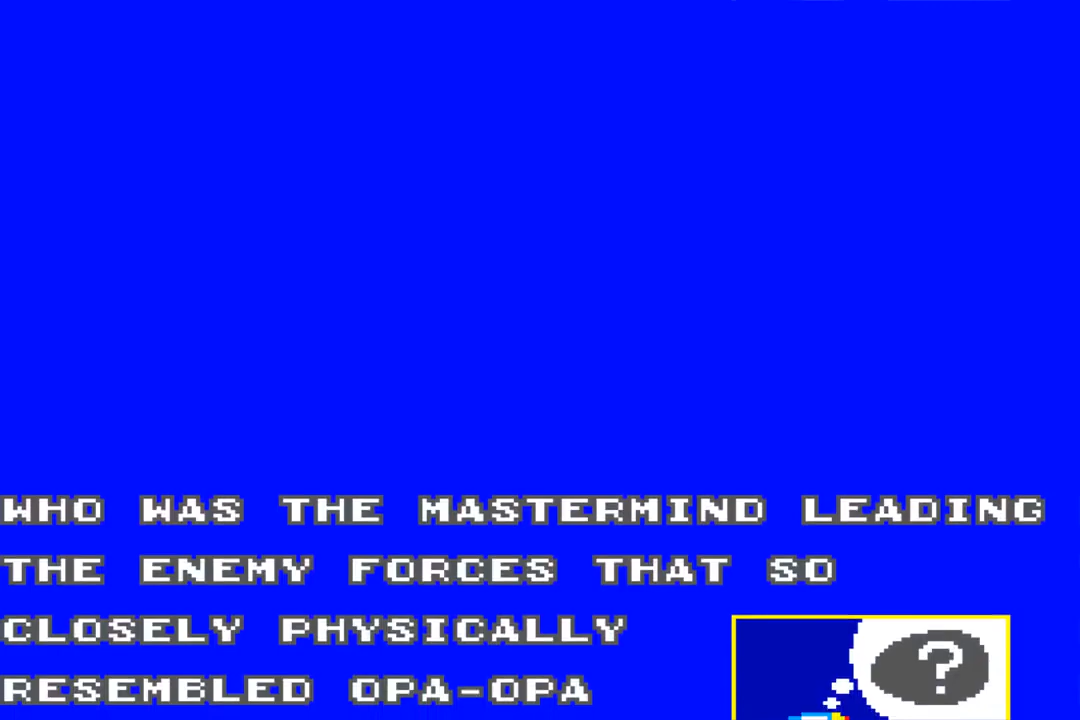 WHO WAS THE MASTERMIND LEADING
THE ENEMY FORCES THAT SO
CLOSELY PHYSICALLY
RESEMBLED OPA-OPA
?